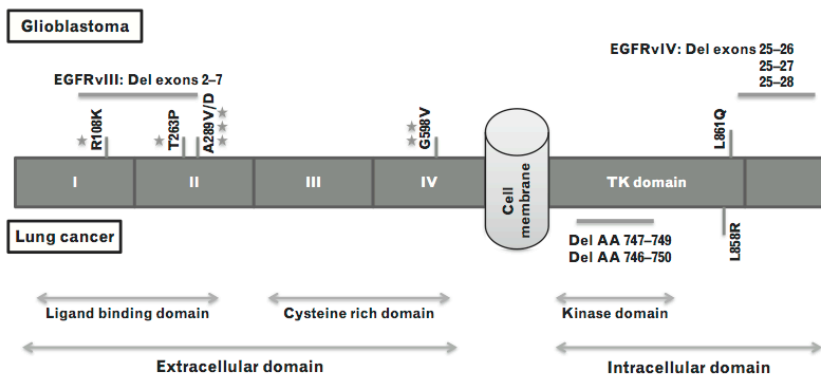 Glioblastoma
EGFRvIII: Del exons 2–7
EGFRvIV: Del exons 25–26
25–27
25–28
R108K
T263P
A289V/D
G598V
L861Q
I
II
III
IV
Cell
membrane
TK domain
Lung cancer
Del AA 747–749
Del AA 746–750
L858R
Ligand binding domain
Cysteine rich domain
Kinase domain
Extracellular domain
Intracellular domain